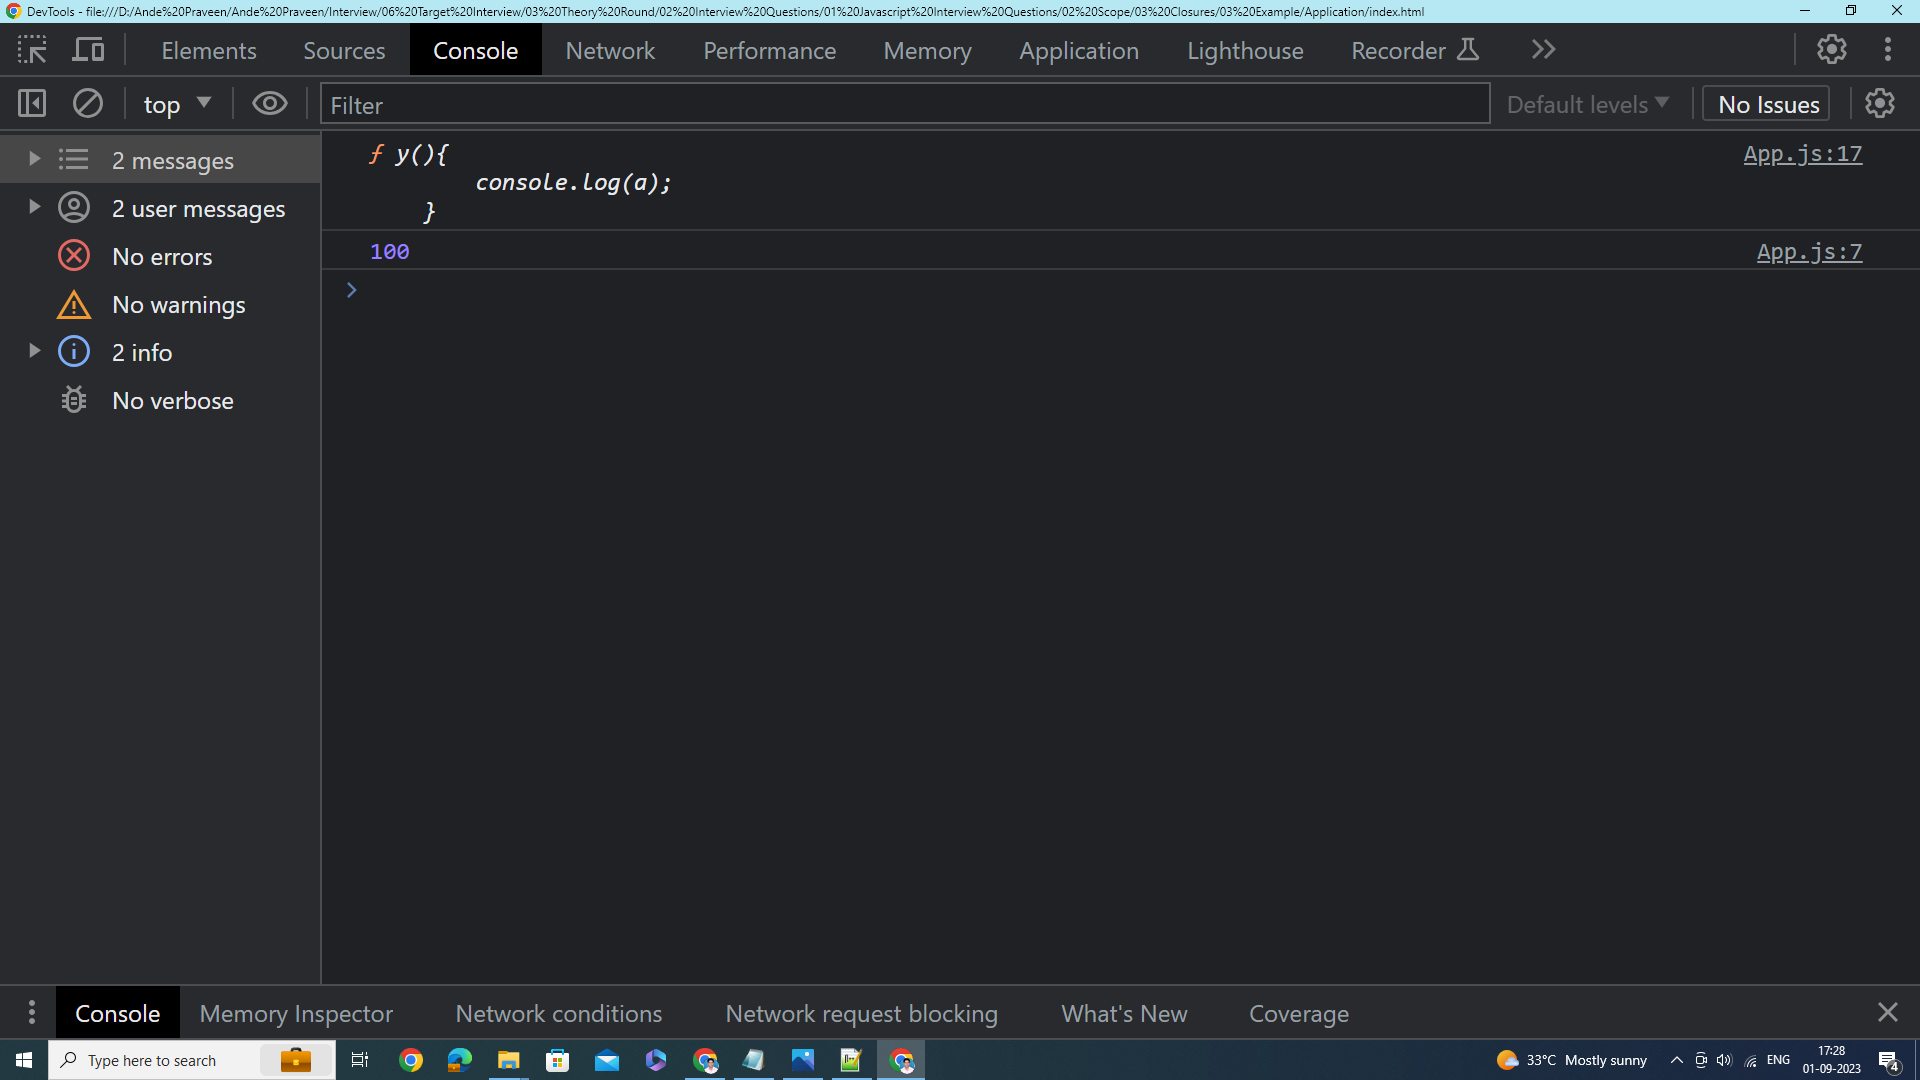 DevTools - file:///D:/Ande%20Praveen/Ande%20Praveen/Interview/06%20Target%20Interview/03%20Theory%20Round/02%20Interview%20Questions/01%20Javascript%20Interview%20Questions/02%20Scope/03%20Closures/03%20Example/Application/index.html
Elements Sources Console Network Performance Memory Application Lighthouse Recorder
top Filter Default levels No Issues
2 messages
2 user messages
No errors
No warnings
2 info
No verbose
ƒ y(){ App.js:17
console.log(a);
}
100 App.js:7
Console Memory Inspector Network conditions Network request blocking What's New Coverage
Type here to search 33°C Mostly sunny ENG 17:28
01-09-2023
4